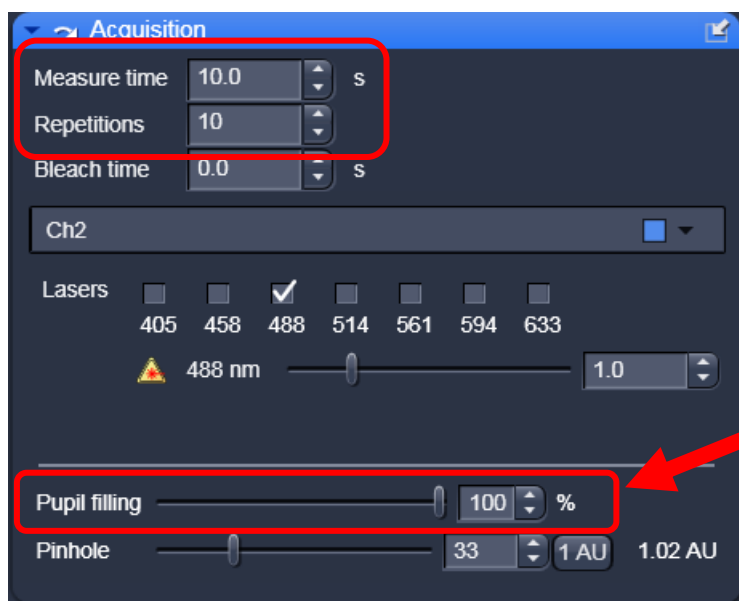 Acquisition
Measure time 10.0 s
Repetitions 10
Bleach time 0.0 s
Ch2
Lasers
405 458 488 514 561 594 633
488 nm 1.0
Pupil filling 100 %
Pinhole 33 1 AU 1.02 AU